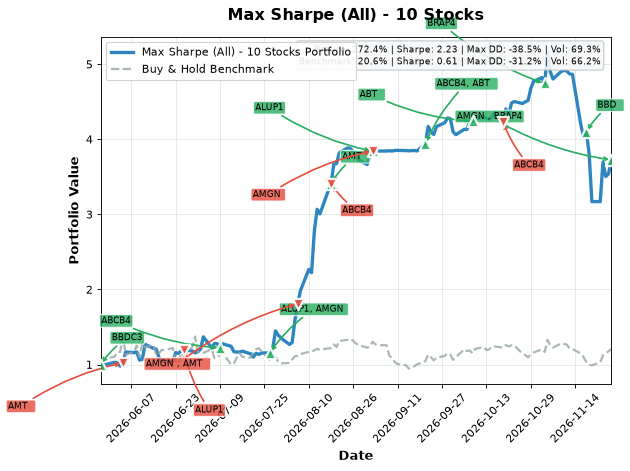 Max Sharpe (All) - 10 Stocks
BRAP4
Max Sharpe (All) - 10 Stocks Portfolio
Buy & Hold Benchmark
72.4% | Sharpe: 2.23 | Max DD: -38.5% | Vol: 69.3%
20.6% | Sharpe: 0.61 | Max DD: -31.2% | Vol: 66.2%
ABCB4, ABT
ABT
ALUP1
AMGN, BRAP4
BBD
AMT
ABCB4
AMGN
ABCB4
ALUP1, AMGN
ABCB4
BBDC3
AMGN, AMT
AMT
ALUP1
5
4
3
2
1
Portfolio Value
2026-06-07
2026-06-23
2026-07-09
2026-07-25
2026-08-10
2026-08-26
2026-09-11
2026-09-27
2026-10-13
2026-10-29
2026-11-14
Date